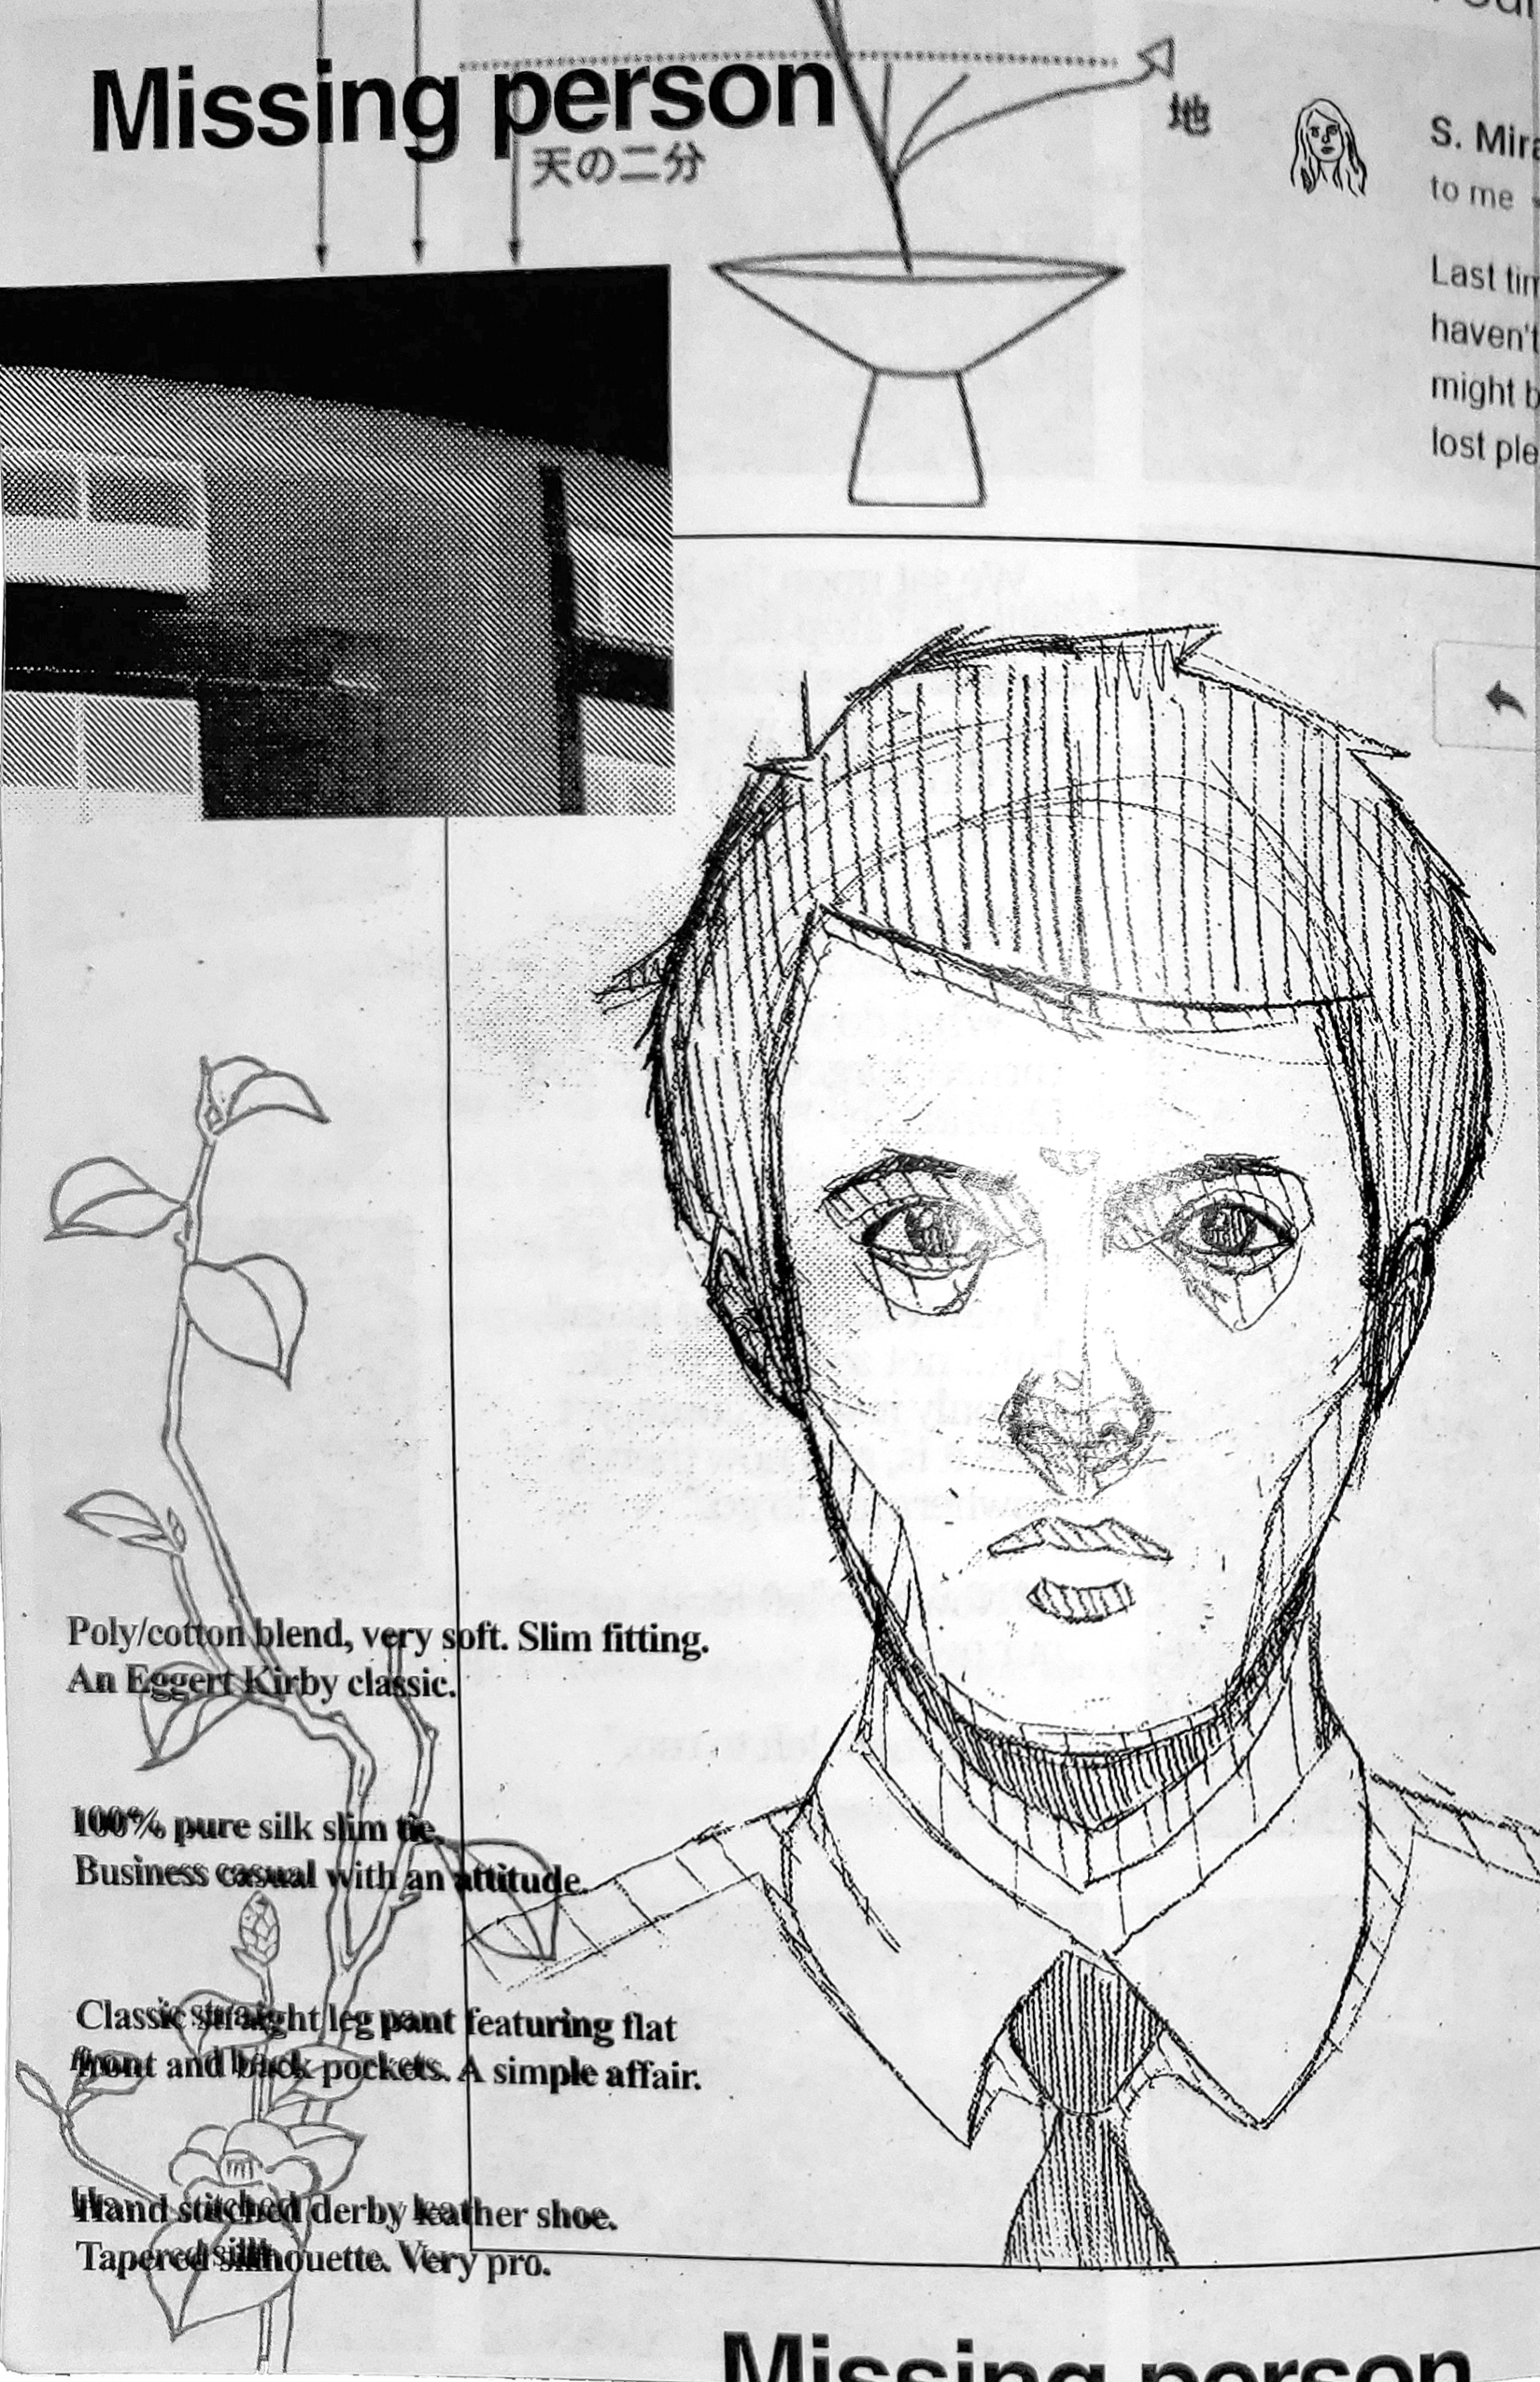 Missing person
天の二分
地
S. Mira
to me
Last tim
haven't
might b
lost ple
Poly/cotton blend, very soft. Slim fitting.
An Eggert Kirby classic.
100% pure silk slim tie.
Business casual with an attitude.
Classic straight leg pant featuring flat
front and back pockets. A simple affair.
Hand stitched derby leather shoe.
Tapered silhouette. Very pro.
Missing person